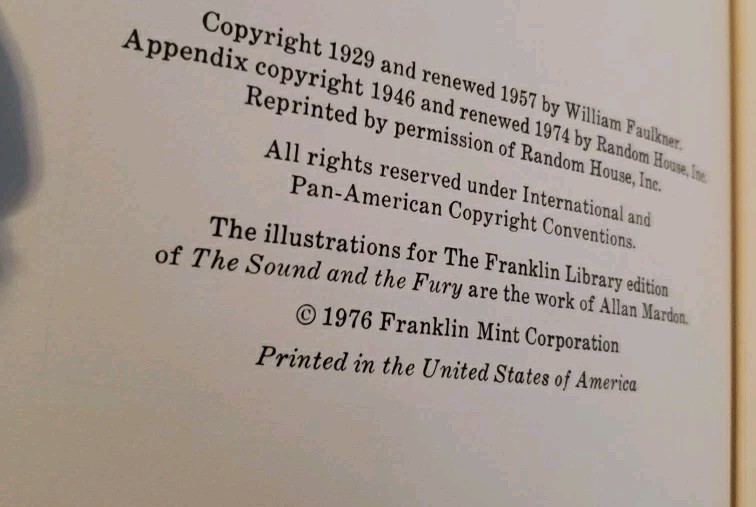 Copyright 1929 and renewed 1957 by William Faulkner.
Appendix copyright 1946 and renewed 1974 by Random House, Inc.
Reprinted by permission of Random House, Inc.
All rights reserved under International and
Pan-American Copyright Conventions.
The illustrations for The Franklin Library edition
of The Sound and the Fury are the work of Allan Mardon.
© 1976 Franklin Mint Corporation
Printed in the United States of America